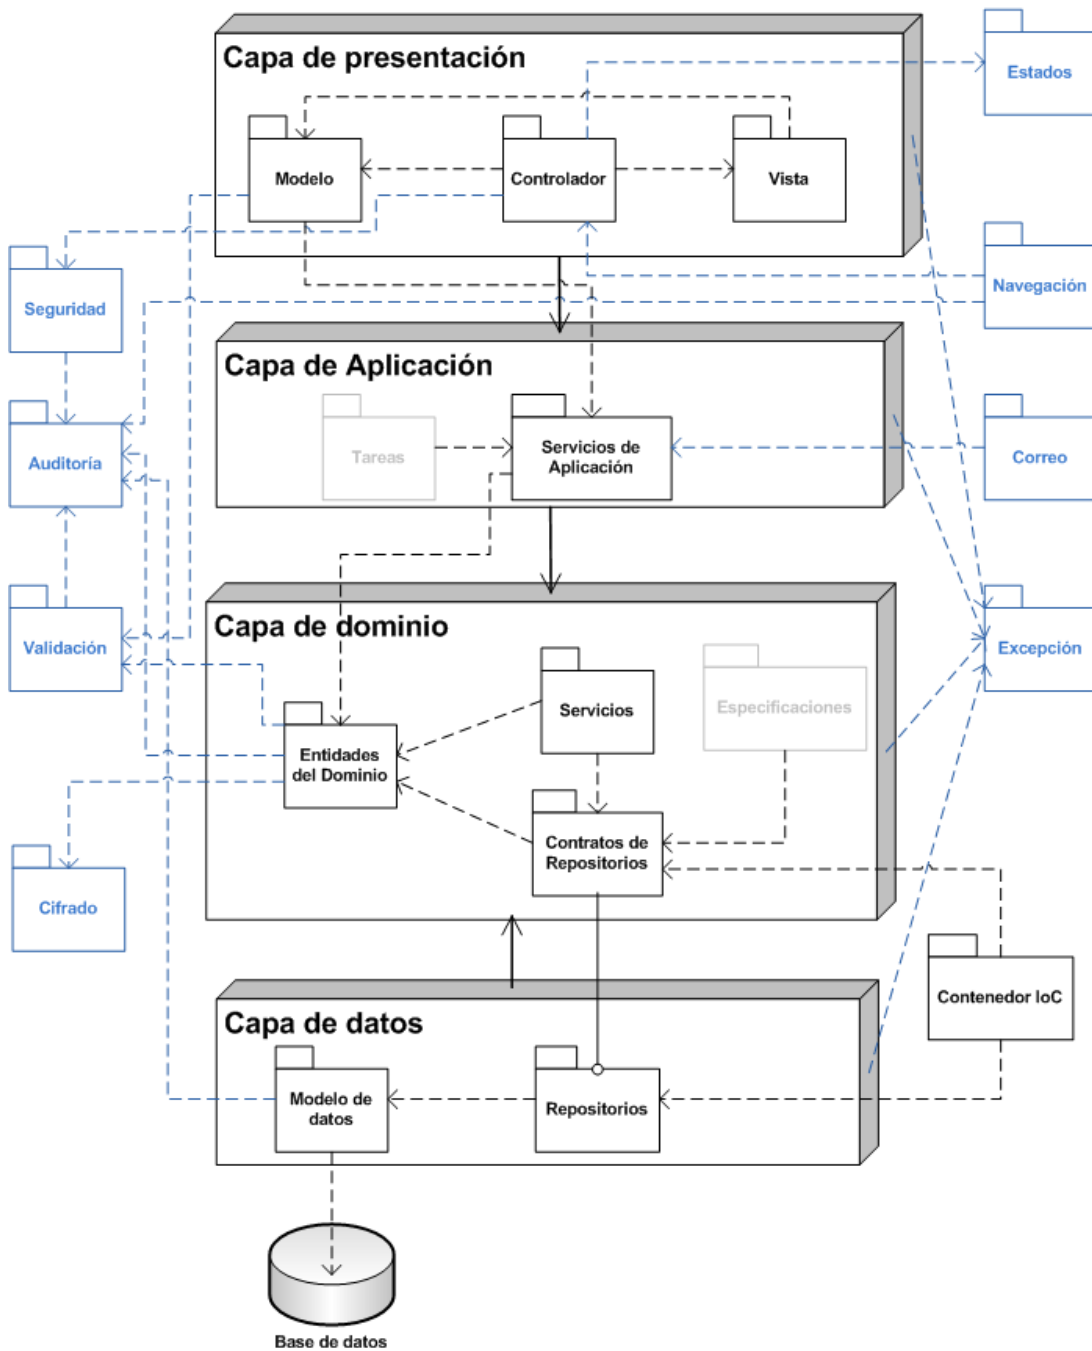 Capa de presentación
Estados
Modelo
Controlador
Vista
Seguridad
Navegación
Capa de Aplicación
Tareas
Servicios de
Aplicación
Auditoría
Correo
Capa de dominio
Validación
Servicios
Especificaciones
Excepción
Entidades
del Dominio
Contratos de
Repositorios
Cifrado
Contenedor IoC
Capa de datos
Modelo de
datos
Repositorios
Base de datos